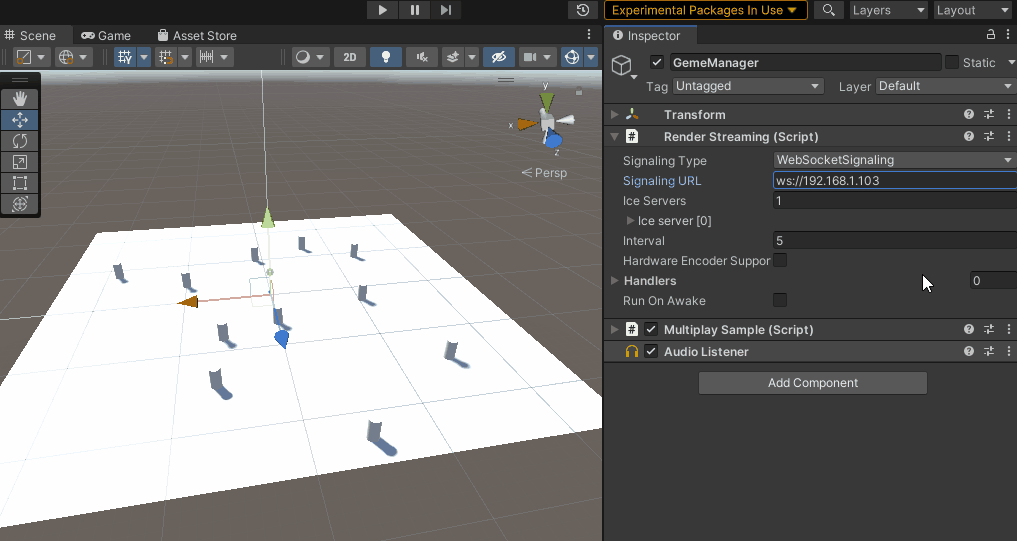 Experimental Packages In Use
Layers
Layout
Scene
Game
Asset Store
Inspector
2D
GemeManager
Static
Tag
Untagged
Layer
Default
Transform
Render Streaming (Script)
Signaling Type
WebSocketSignaling
Signaling URL
ws://192.168.1.103
Ice Servers
1
Ice server [0]
Interval
5
Hardware Encoder Suppor
Handlers
0
Run On Awake
Multiplay Sample (Script)
Audio Listener
Add Component
y
x
z
Persp